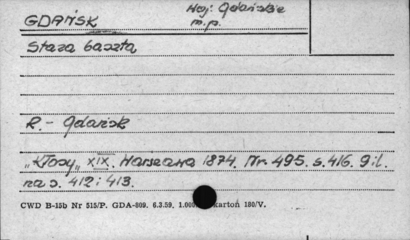 GDAŃSK
Woj. Gdańskie
m.p.
Stara baszta
R. - Gdańsk
„Kłosy" XIX. Warszawa 1874. Nr. 495. s. 416. 9 il.
na s. 412 i 413.
CWD B-15b Nr 515/P. GDA-809. 6.3.59. 1.000 kartoń 180/V.